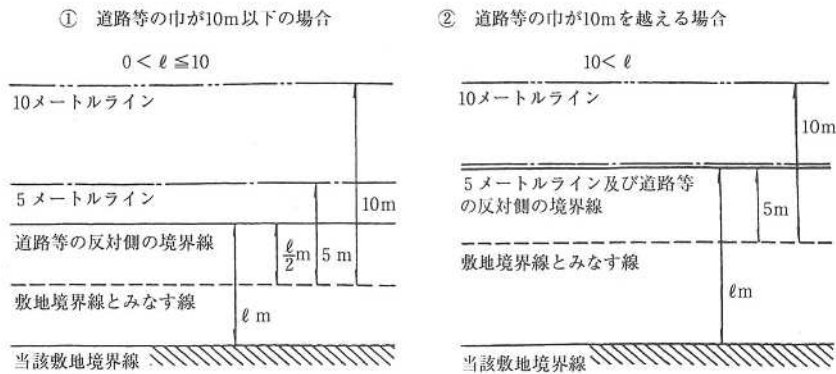 ① 道路等の巾が10m以下の場合
0 < ℓ ≦10
10メートルライン
5メートルライン
10m
道路等の反対側の境界線
ℓ/2 m
5 m
敷地境界線とみなす線
ℓ m
当該敷地境界線
② 道路等の巾が10mを越える場合
10< ℓ
10メートルライン
10m
5メートルライン及び道路等
の反対側の境界線
5m
敷地境界線とみなす線
ℓm
当該敷地境界線